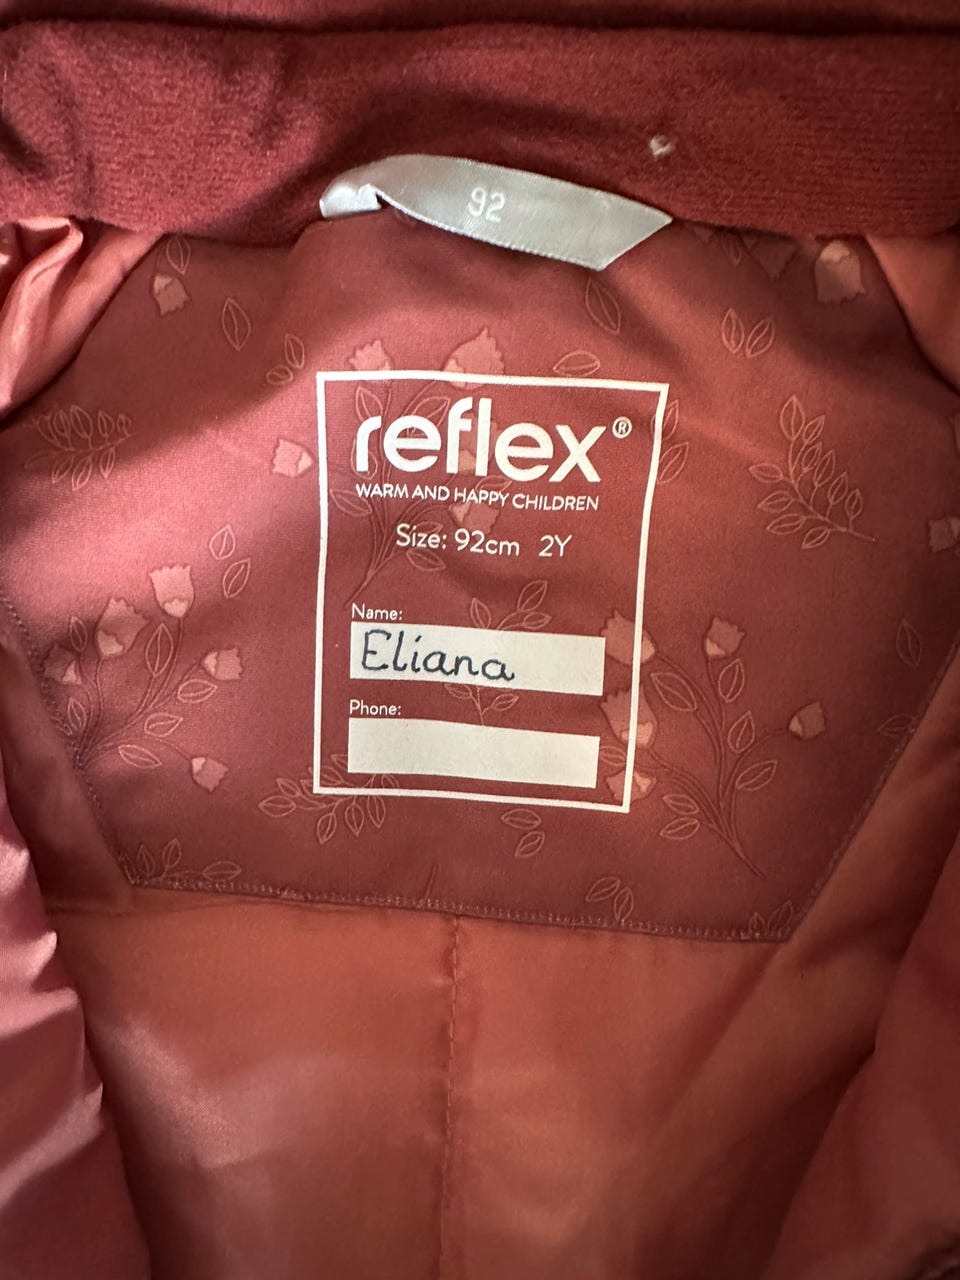 92
reflex®
WARM AND HAPPY CHILDREN
Size: 92cm 2Y
Name:
Eliana
Phone: